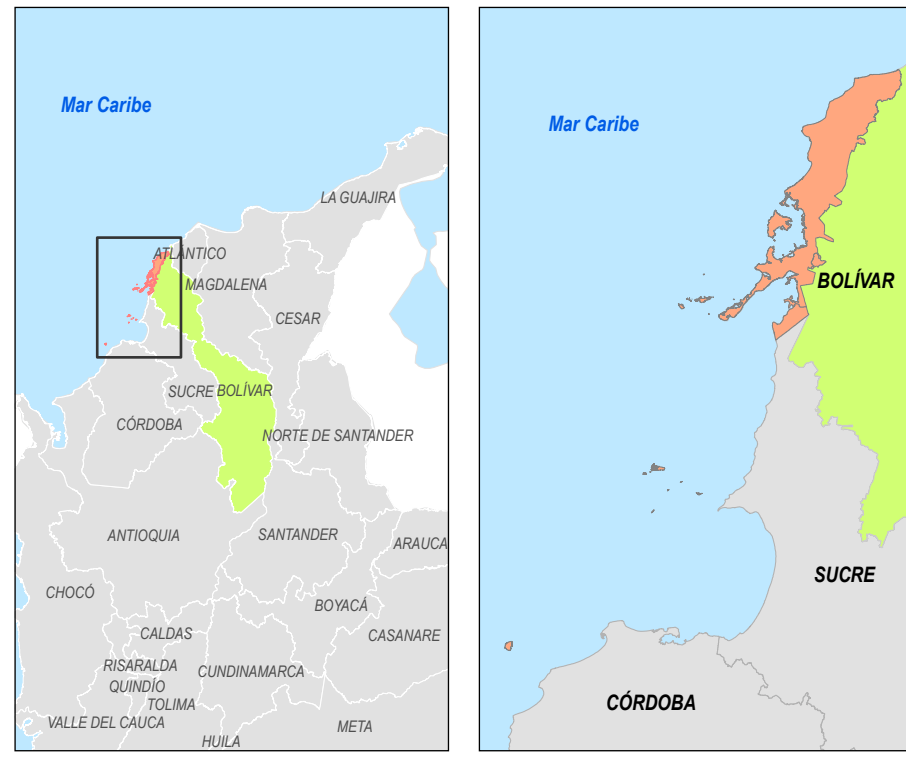 Mar Caribe
LA GUAJIRA
ATLÁNTICO
MAGDALENA
CESAR
SUCRE
BOLÍVAR
CÓRDOBA
NORTE DE SANTANDER
ANTIOQUIA
SANTANDER
ARAUCA
CHOCÓ
BOYACÁ
CALDAS
CASANARE
RISARALDA
CUNDINAMARCA
QUINDÍO
TOLIMA
VALLE DEL CAUCA
META
HUILA
Mar Caribe
BOLÍVAR
SUCRE
CÓRDOBA